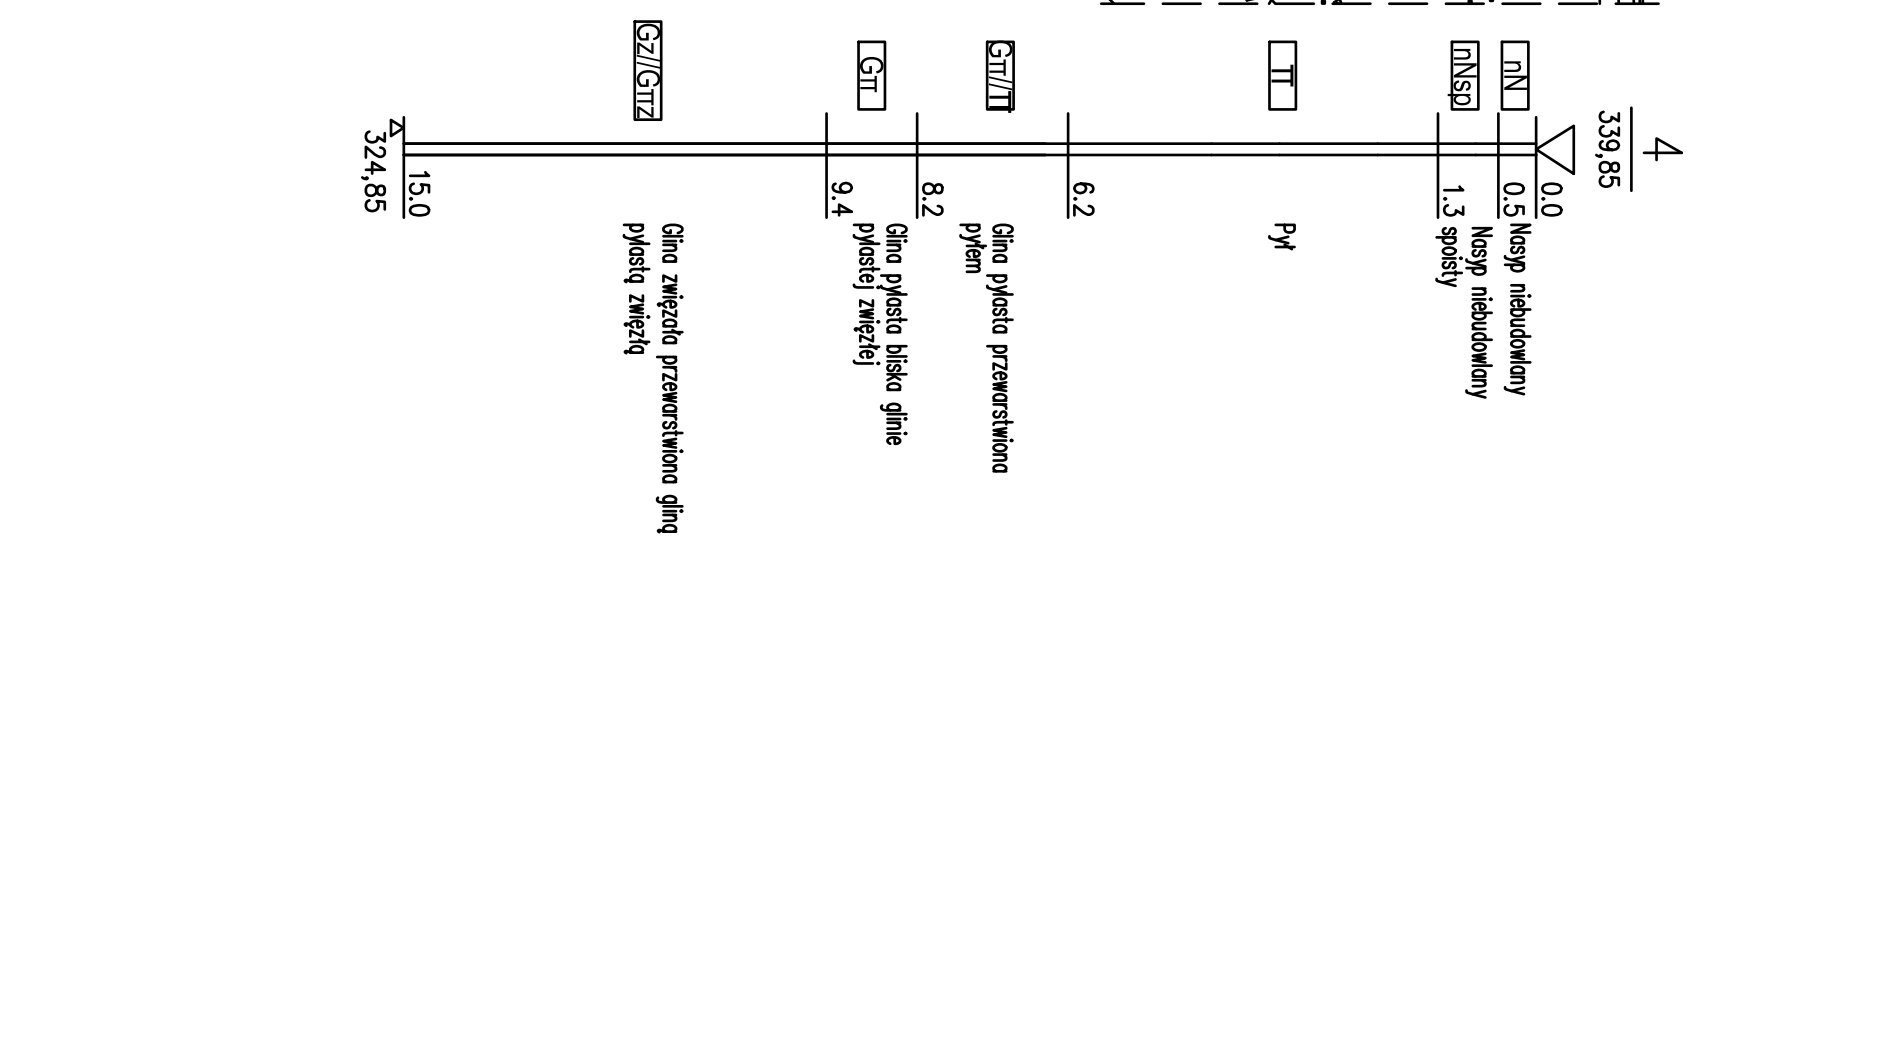 4
339,85
0.0
nN
0.5
Nasyp niebudowlany
nNsp
1.3
Nasyp niebudowlany
spoisty
π
Pył
6.2
Gπ//π
Glina pylasta przewarstwiona
pyłem
8.2
Gπ
Glina pylasta bliska glinie
pylastej zwięzłej
9.4
Gz//Gπz
Glina zwięzała przewarstwiona gliną
pylastą zwięzłą
15.0
324,85